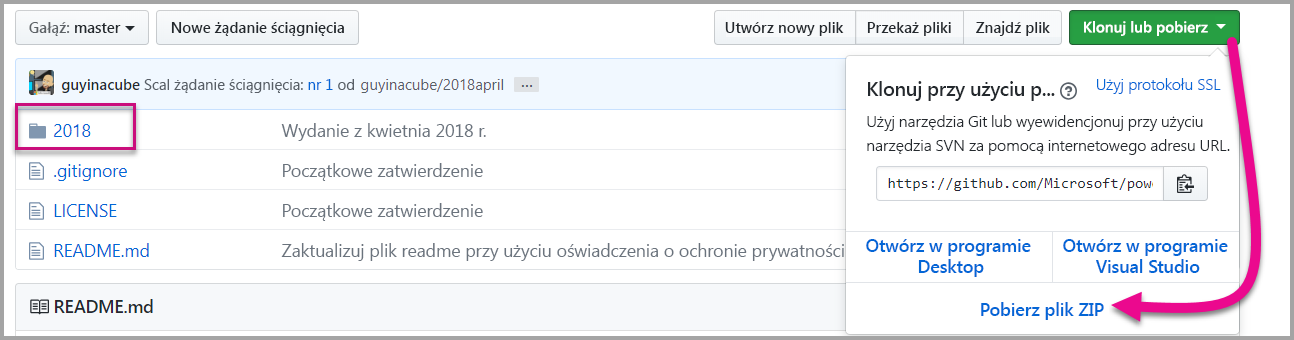 Gałąź: master
Nowe żądanie ściągnięcia
Utwórz nowy plik
Przekaż pliki
Znajdź plik
Klonuj lub pobierz
guyinacube Scal żądanie ściągnięcia: nr 1 od guyinacube/2018april ...
2018 Wydanie z kwietnia 2018 r.
.gitignore Początkowe zatwierdzenie
LICENSE Początkowe zatwierdzenie
README.md Zaktualizuj plik readme przy użyciu oświadczenia o ochronie prywatności
README.md
Klonuj przy użyciu p... ? Użyj protokołu SSL
Użyj narzędzia Git lub wyewidencjonuj przy użyciu
narzędzia SVN za pomocą internetowego adresu URL.
https://github.com/Microsoft/pow
Otwórz w programie
Desktop
Otwórz w programie
Visual Studio
Pobierz plik ZIP